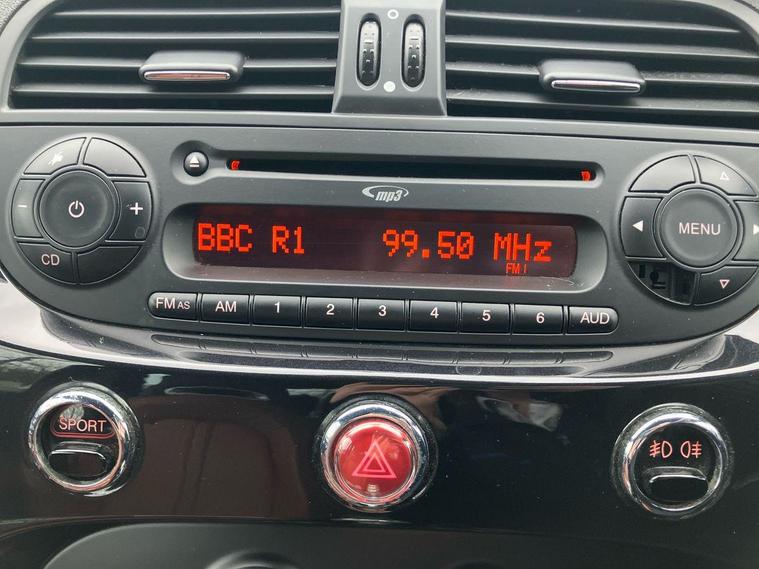 mp3
BBC R1 99.50 MHz
FM I
MENU
CD
FM AS AM 1 2 3 4 5 6 AUD
SPORT